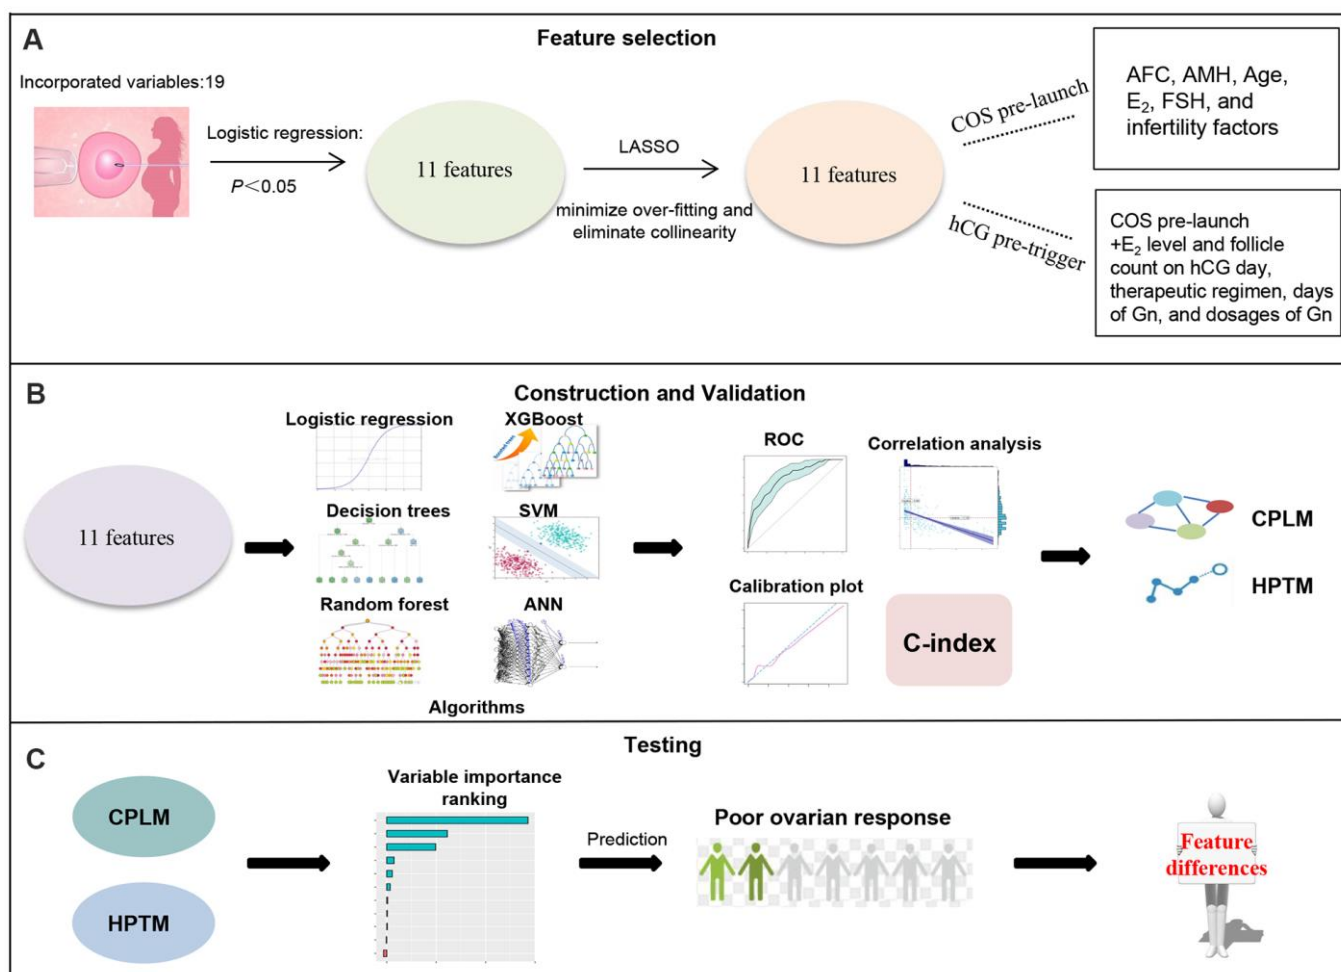 A
Feature selection
Incorporated variables:19
Logistic regression:
P<0.05
11 features
LASSO
minimize over-fitting and
eliminate collinearity
11 features
COS pre-launch
AFC, AMH, Age,
E₂, FSH, and
infertility factors
hCG pre-trigger
COS pre-launch
+E₂ level and follicle
count on hCG day,
therapeutic regimen, days
of Gn, and dosages of Gn
B
Construction and Validation
11 features
Logistic regression
XGBoost
Decision trees
SVM
Random forest
ANN
Algorithms
ROC
Correlation analysis
Calibration plot
C-index
CPLM
HPTM
C
Testing
CPLM
HPTM
Variable importance
ranking
Prediction
Poor ovarian response
Feature
differences